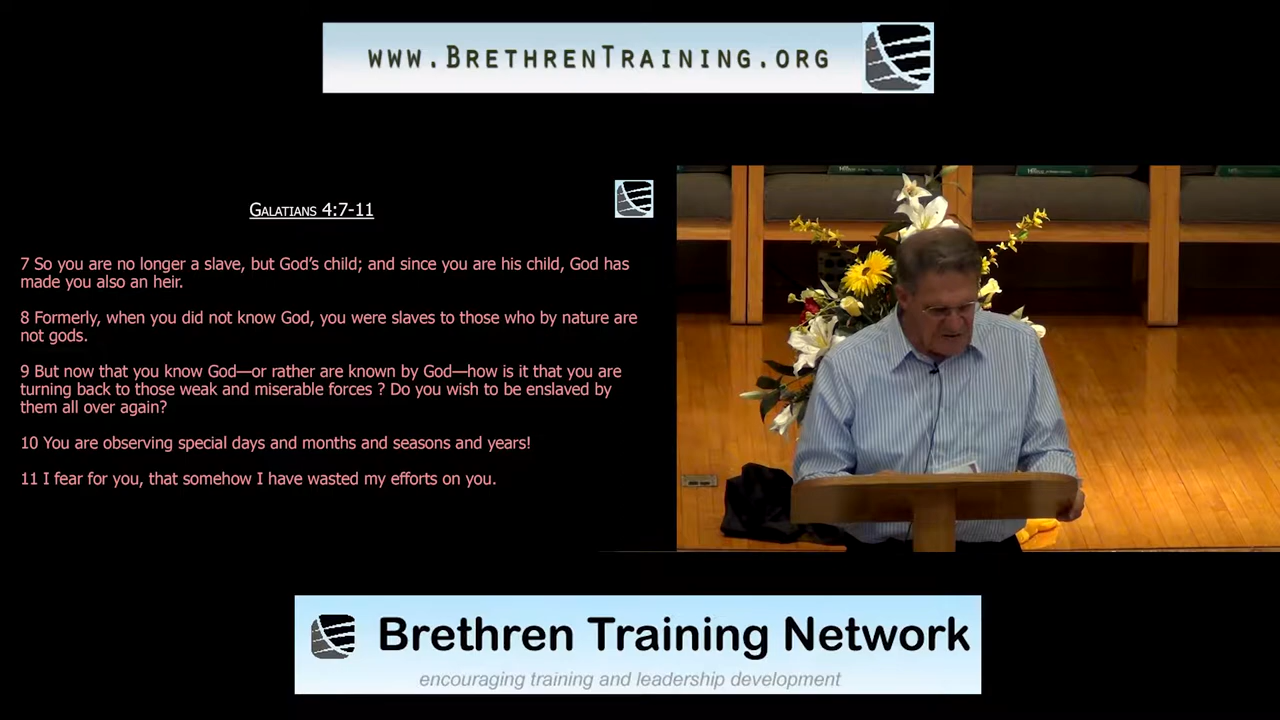 www.BrethrenTraining.org
Galatians 4:7-11
7 So you are no longer a slave, but God’s child; and since you are his child, God has
made you also an heir.
8 Formerly, when you did not know God, you were slaves to those who by nature are
not gods.
9 But now that you know God—or rather are known by God—how is it that you are
turning back to those weak and miserable forces ? Do you wish to be enslaved by
them all over again?
10 You are observing special days and months and seasons and years!
11 I fear for you, that somehow I have wasted my efforts on you.
Brethren Training Network
encouraging training and leadership development